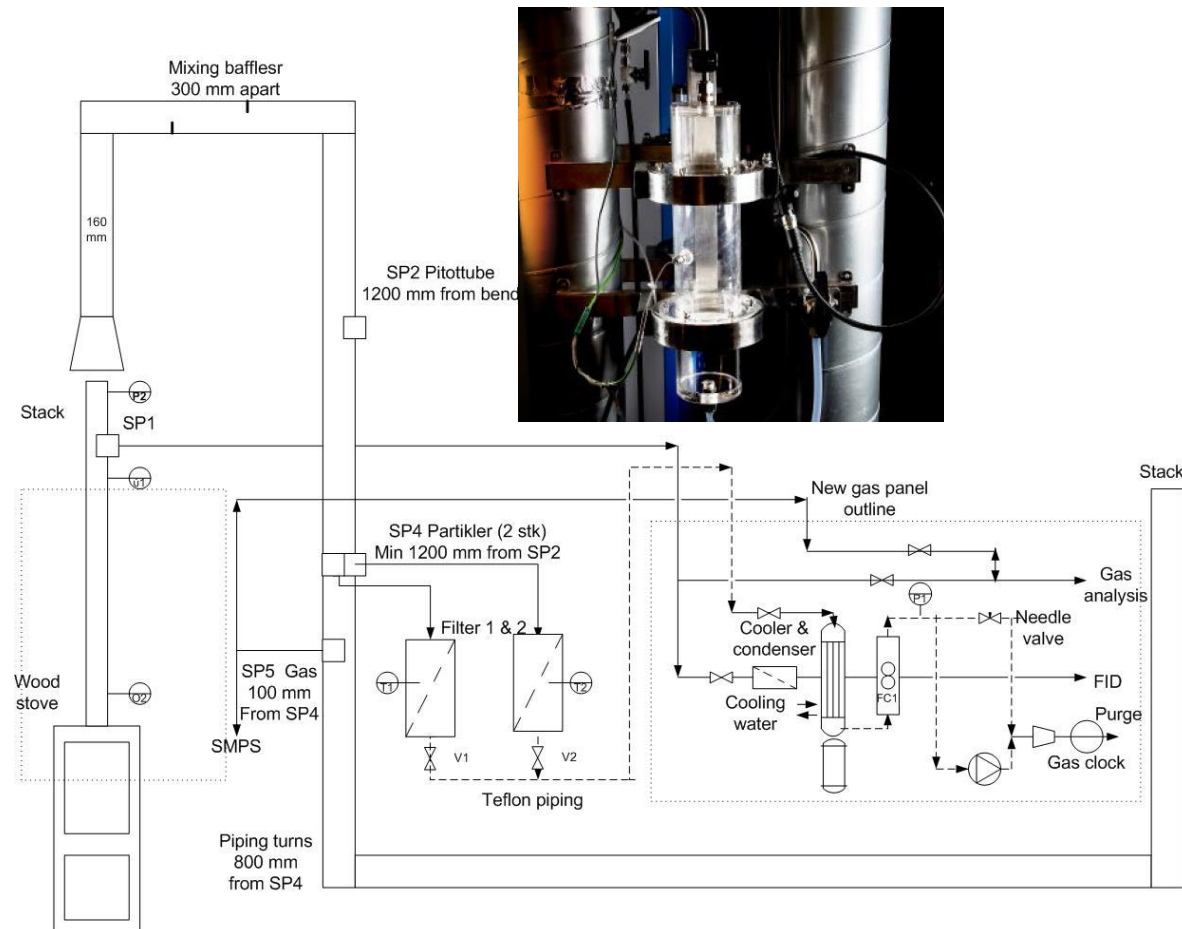 Mixing bafflesr
300 mm apart
160
mm
SP2 Pitottube
1200 mm from bend
P2
Stack
SP1
u1
Stack
New gas panel
outline
SP4 Partikler (2 stk)
Min 1200 mm from SP2
Gas
analysis
P1
Needle
valve
Cooler &
condenser
Filter 1 & 2
SP5 Gas
100 mm
From SP4
Wood
stove
T1
T2
O2
FID
FC1
Cooling
water
Purge
SMPS
V1
V2
Gas clock
Teflon piping
Piping turns
800 mm
from SP4